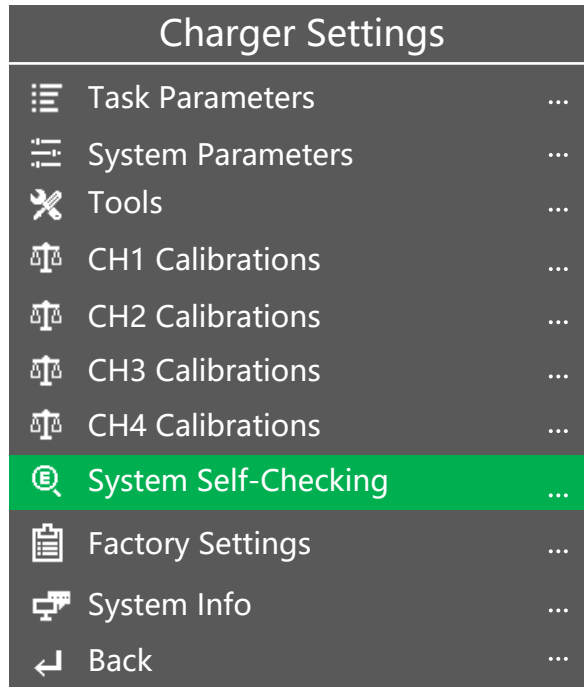 Charger Settings
Task Parameters ...
System Parameters ...
Tools ...
CH1 Calibrations ...
CH2 Calibrations ...
CH3 Calibrations ...
CH4 Calibrations ...
System Self-Checking ...
Factory Settings ...
System Info ...
Back ...